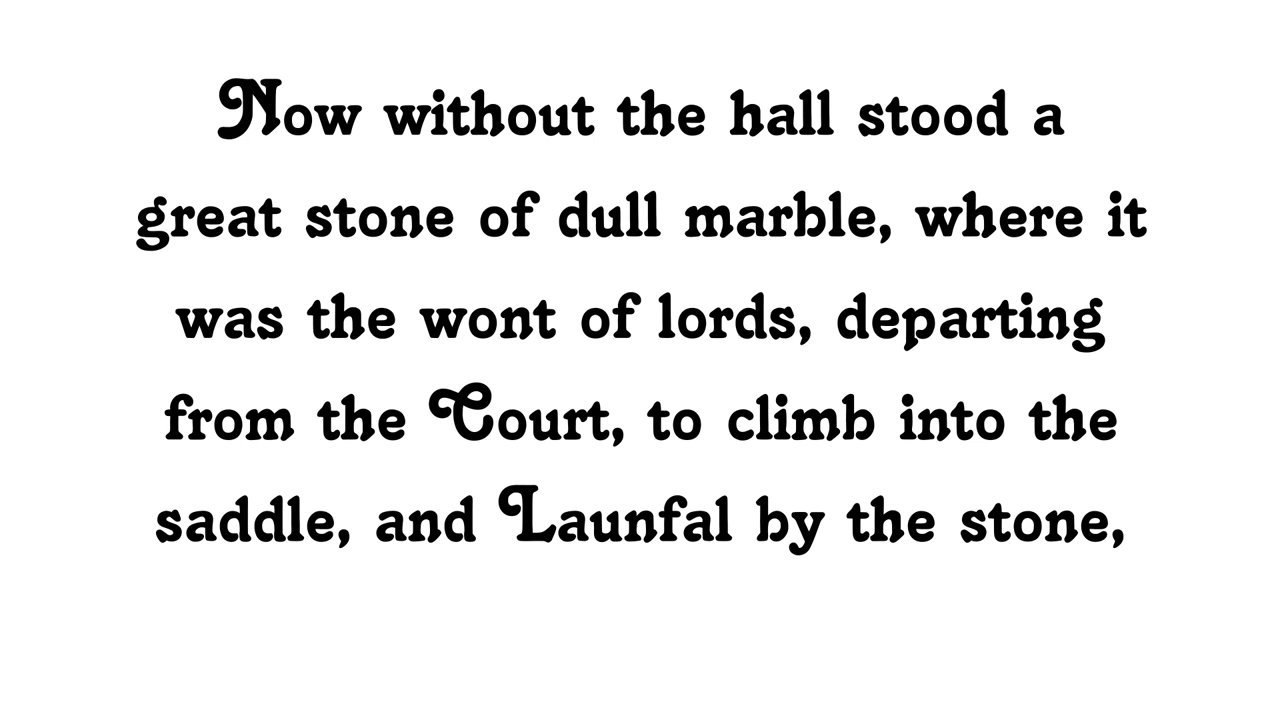 Now without the hall stood a
great stone of dull marble, where it
was the wont of lords, departing
from the Court, to climb into the
saddle, and Launfal by the stone,